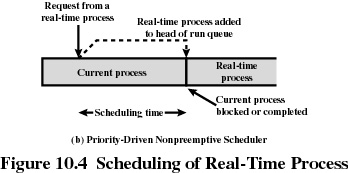 Request from a
real-time process
Real-time process added
to head of run queue
Current process
Real-time
process
Scheduling time
Current process
blocked or completed
(b) Priority-Driven Nonpreemptive Scheduler
Figure 10.4 Scheduling of Real-Time Process